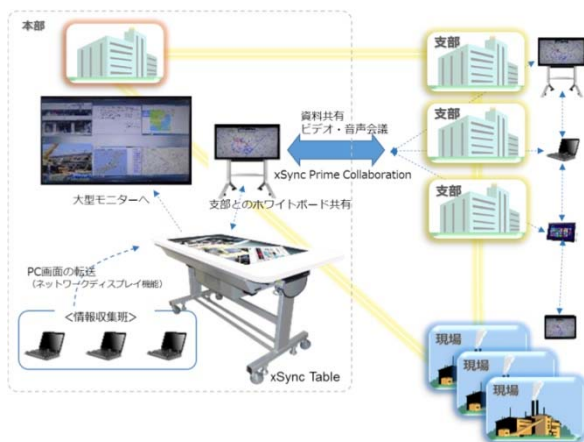 本部
支部
資料共有
ビデオ・音声会議
xSync Prime Collaboration
支部
大型モニターへ
支部とのホワイトボード共有
支部
PC画面の転送
（ネットワークディスプレイ機能）
＜情報収集班＞
xSync Table
現場
現場
現場